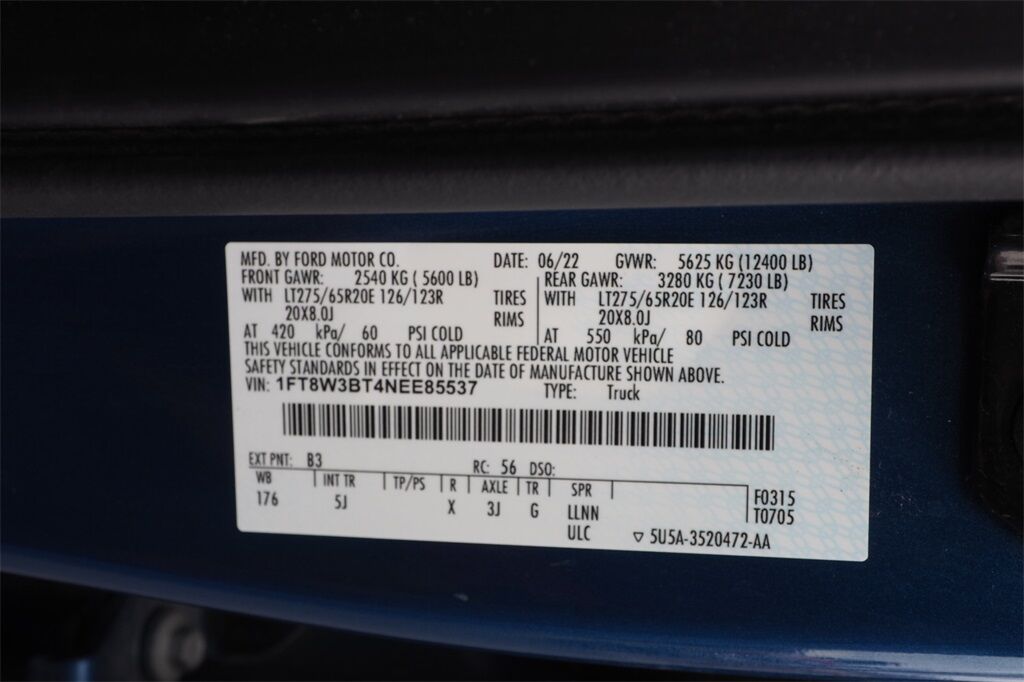 MFD. BY FORD MOTOR CO. DATE: 06/22 GVWR: 5625 KG (12400 LB)
FRONT GAWR: 2540 KG ( 5600 LB) REAR GAWR: 3280 KG ( 7230 LB)
WITH LT275/65R20E 126/123R TIRES WITH LT275/65R20E 126/123R TIRES
20X8.0J RIMS 20X8.0J RIMS
AT 420 kPa/ 60 PSI COLD AT 550 kPa/ 80 PSI COLD
THIS VEHICLE CONFORMS TO ALL APPLICABLE FEDERAL MOTOR VEHICLE
SAFETY STANDARDS IN EFFECT ON THE DATE OF MANUFACTURE SHOWN ABOVE.
VIN: 1FT8W3BT4NEE85537 TYPE: Truck
EXT PNT: B3 RC: 56 DSO:
WB INT TR TP/PS R AXLE TR SPR
176 5J X 3J G LLNN F0315
ULC T0705
▽ 5U5A-3520472-AA